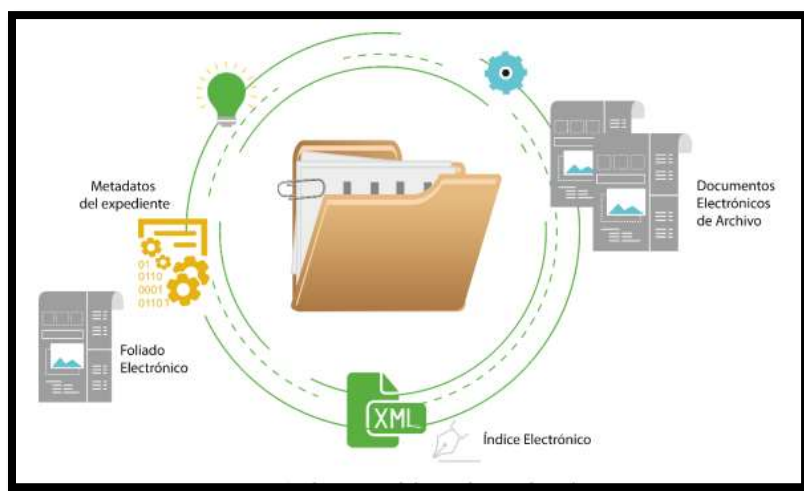 Metadatos
del expediente
01
0110
0001
01101
Documentos
Electrónicos
de Archivo
Foliado
Electrónico
XML
Índice Electrónico